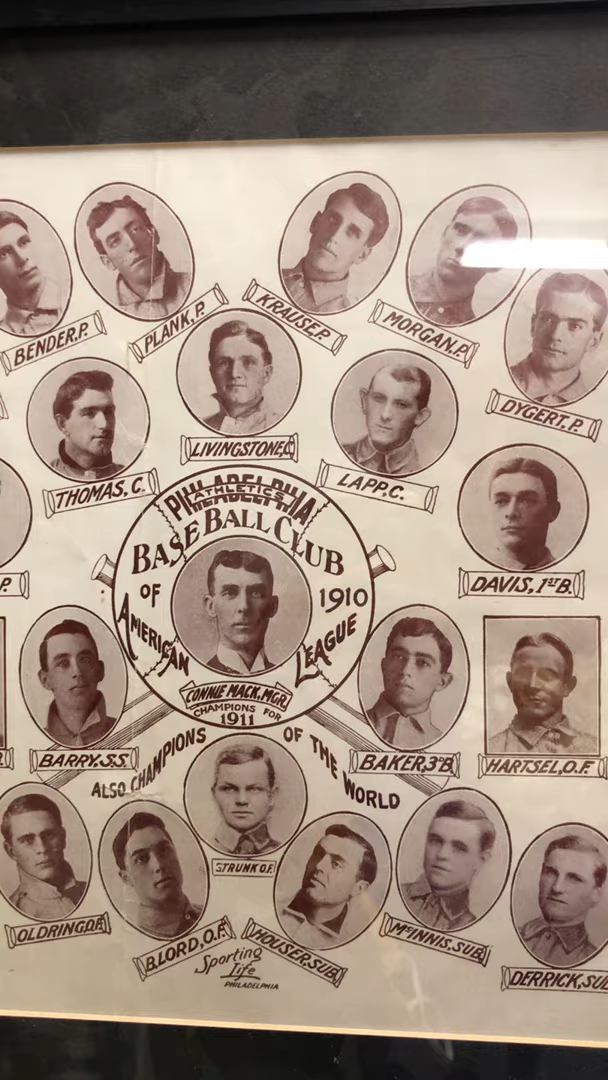 BENDER, P.
PLANK, P.
KRAUSE, P.
MORGAN, P.
DYGERT, P.
LIVINGSTONE, C.
THOMAS, C.
LAPP, C.
PHILADELPHIA
ATHLETICS
BASE BALL CLUB
OF
1910
AMERICAN
LEAGUE
CONNIE MACK, MGR.
CHAMPIONS FOR
1911
P.
DAVIS, 1ST B.
BARRY, S.S.
BAKER, 3D B.
HARTSEL, O.F.
ALSO CHAMPIONS OF THE WORLD
STRUNK O.F.
OLDRING, O.F.
B. LORD, O.F.
HOUSER, SUB.
McINNIS, SUB.
DERRICK, SUB
Sporting
Life
PHILADELPHIA